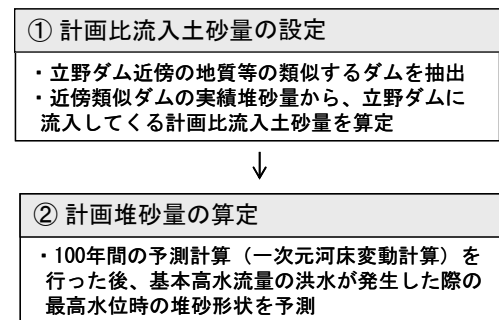 ① 計画比流入土砂量の設定
・立野ダム近傍の地質等の類似するダムを抽出
・近傍類似ダムの実績堆砂量から、立野ダムに
流入してくる計画比流入土砂量を算定
↓
② 計画堆砂量の算定
・100年間の予測計算（一次元河床変動計算）を
行った後、基本高水流量の洪水が発生した際の
最高水位時の堆砂形状を予測